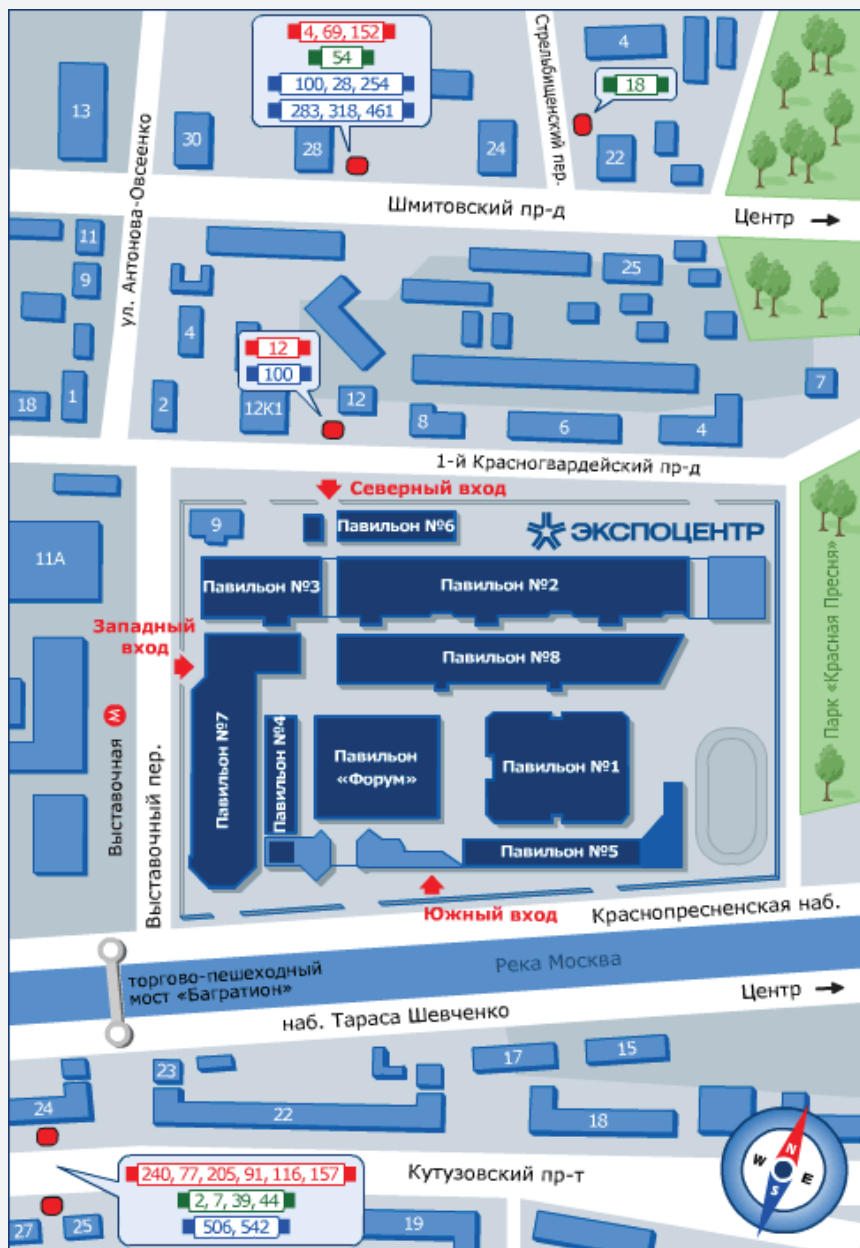 4, 69, 152
54
100, 28, 254
283, 318, 461
Стрельбищенский пер.
4
18
13
30
28
24
22
Шмитовский пр-д
Центр
ул. Антонова-Овсеенко
11
9
25
4
12
100
1
18
2
12К1
12
8
6
4
7
1-й Красногвардейский пр-д
Северный вход
9
Павильон №6
ЭКСПОЦЕНТР
11А
Павильон №3
Павильон №2
Западный
вход
Павильон №8
Парк «Красная Пресня»
М
Выставочная
Выставочный пер.
Павильон №7
Павильон №4
Павильон
«Форум»
Павильон №1
Павильон №5
Южный вход
Краснопресненская наб.
торгово-пешеходный
мост «Багратион»
Река Москва
Центр
наб. Тараса Шевченко
17
15
23
24
22
18
240, 77, 205, 91, 116, 157
2, 7, 39, 44
506, 542
Кутузовский пр-т
N
W
E
S
27
25
19